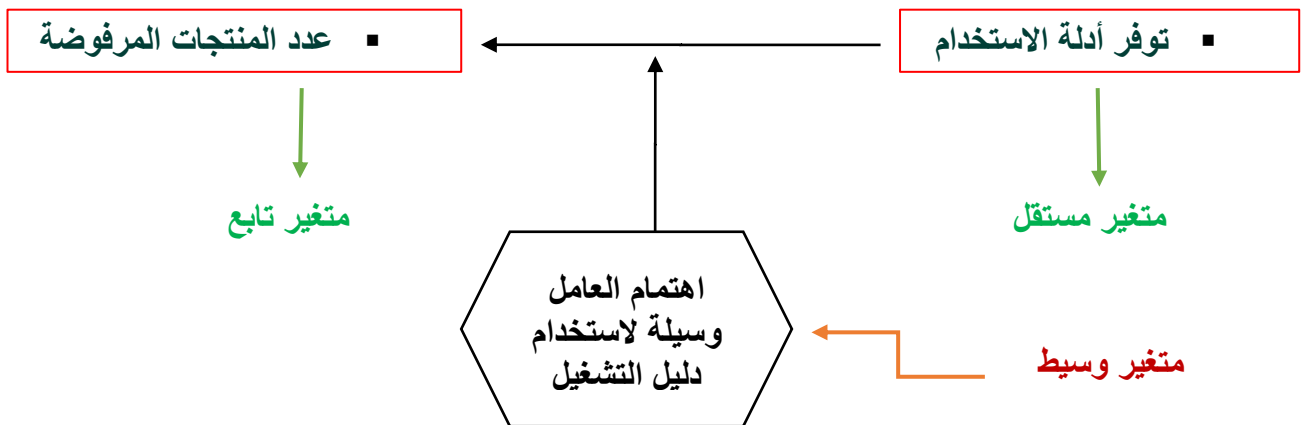 ▪ توفر أدلة الاستخدام
▪ عدد المنتجات المرفوضة
متغير مستقل
متغير تابع
اهتمام العامل
وسيلة لاستخدام
دليل التشغيل
متغير وسيط